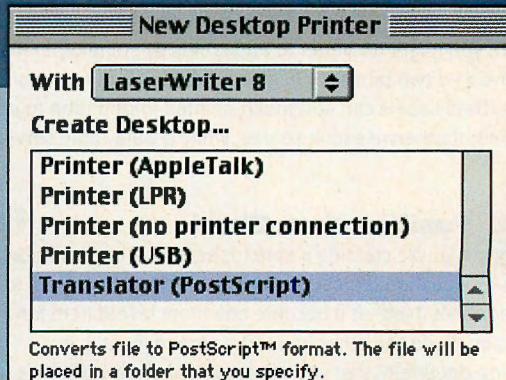 New Desktop Printer
With LaserWriter 8
Create Desktop...
Printer (AppleTalk)
Printer (LPR)
Printer (no printer connection)
Printer (USB)
Translator (PostScript)
Converts file to PostScript™ format. The file will be
placed in a folder that you specify.